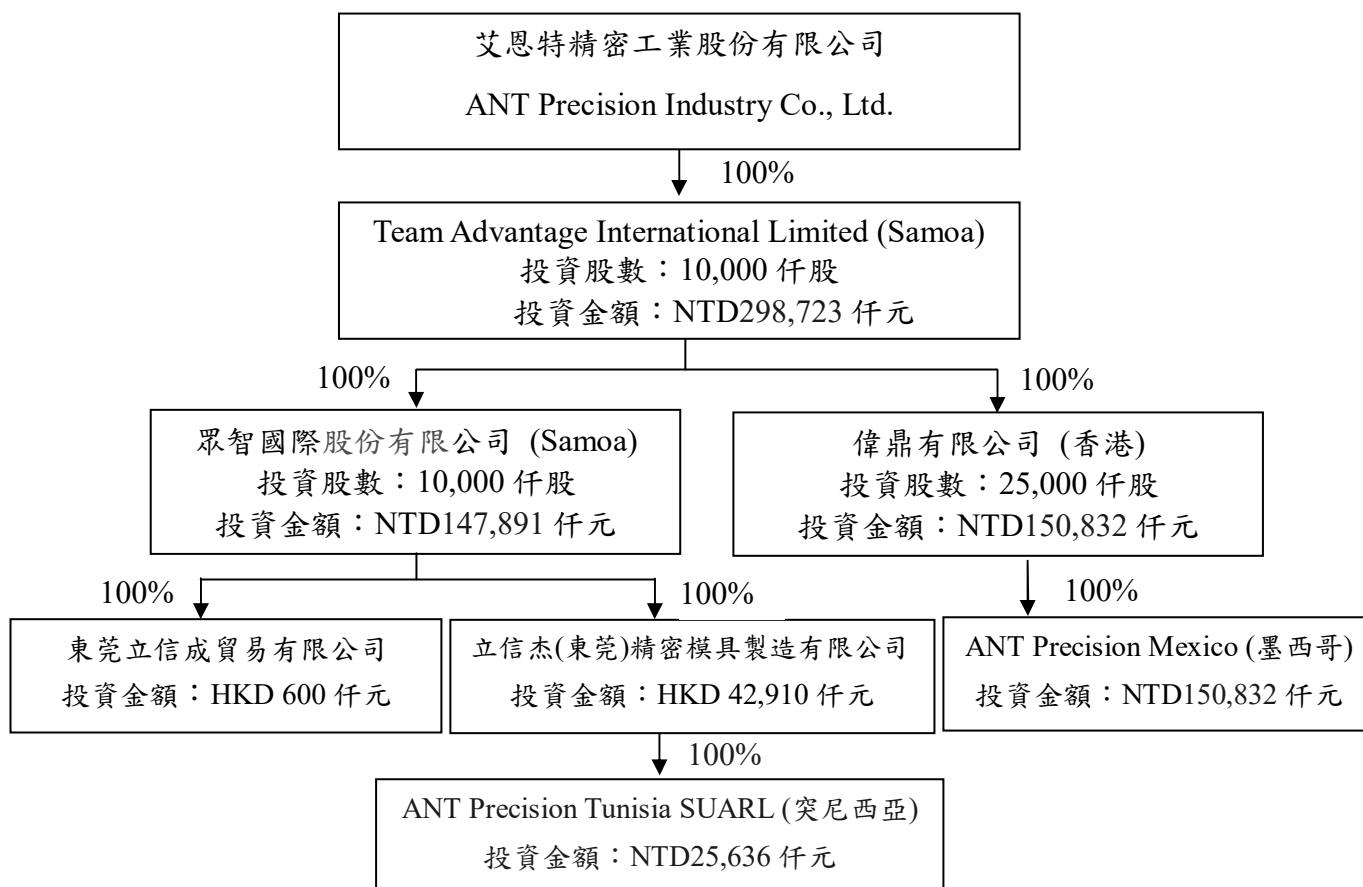 艾恩特精密工業股份有限公司
ANT Precision Industry Co., Ltd.
100%
Team Advantage International Limited (Samoa)
投資股數：10,000 仟股
投資金額：NTD298,723 仟元
100%
100%
眾智國際股份有限公司 (Samoa)
投資股數：10,000 仟股
投資金額：NTD147,891 仟元
偉鼎有限公司 (香港)
投資股數：25,000 仟股
投資金額：NTD150,832 仟元
100%
100%
100%
東莞立信成貿易有限公司
投資金額：HKD 600 仟元
立信杰(東莞)精密模具製造有限公司
投資金額：HKD 42,910 仟元
ANT Precision Mexico (墨西哥)
投資金額：NTD150,832 仟元
100%
ANT Precision Tunisia SUARL (突尼西亞)
投資金額：NTD25,636 仟元